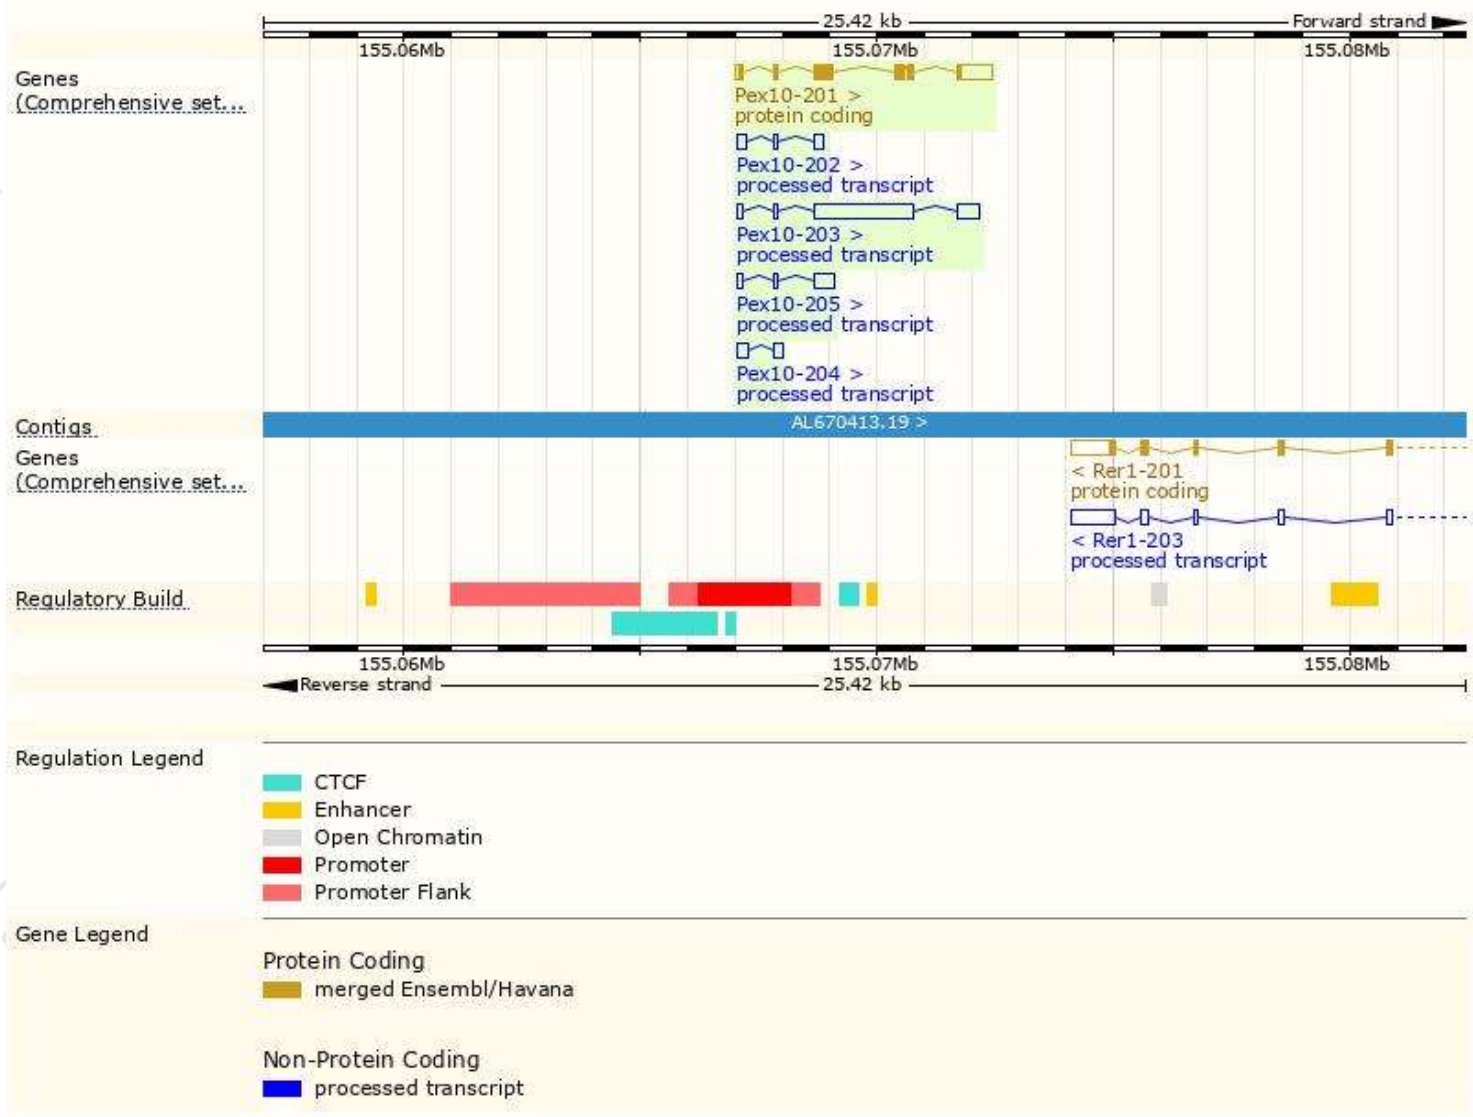 25.42 kb Forward strand
155.06Mb 155.07Mb 155.08Mb
Genes
(Comprehensive set...
Pex10-201 >
protein coding
Pex10-202 >
processed transcript
Pex10-203 >
processed transcript
Pex10-205 >
processed transcript
Pex10-204 >
processed transcript
Contigs
AL670413.19 >
Genes
(Comprehensive set...
< Rer1-201
protein coding
< Rer1-203
processed transcript
Regulatory Build
155.06Mb 155.07Mb 155.08Mb
Reverse strand 25.42 kb
Regulation Legend
CTCF
Enhancer
Open Chromatin
Promoter
Promoter Flank
Gene Legend
Protein Coding
merged Ensembl/Havana
Non-Protein Coding
processed transcript